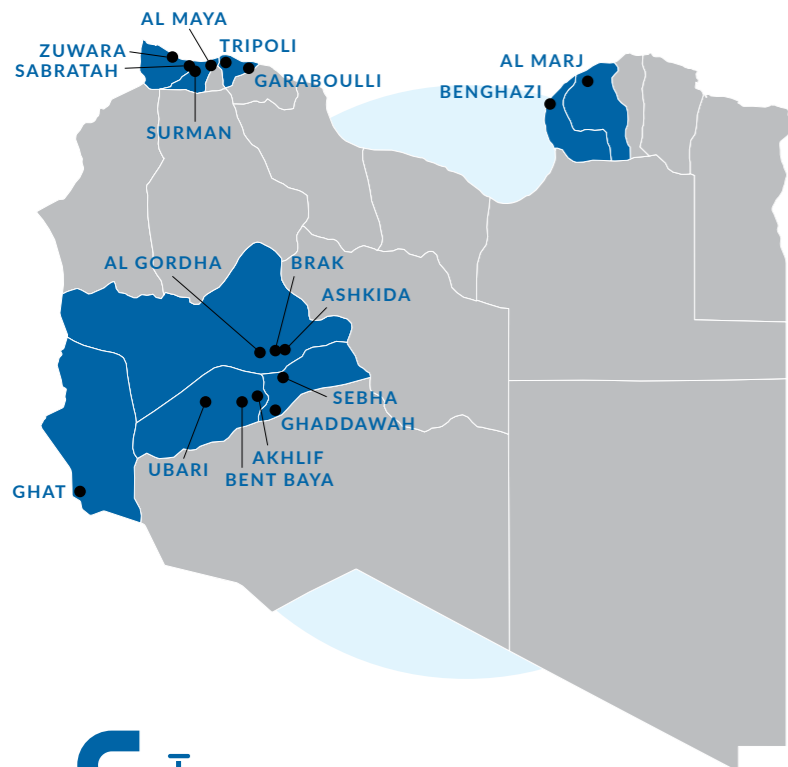 AL MAYA
ZUWARA
TRIPOLI
SABRATAH
GARABOULLI
SURMAN
AL MARJ
BENGHAZI
AL GORDHA
BRAK
ASHKIDA
SEBHA
GHADDAWAH
AKHLIF
UBARI
BENT BAYA
GHAT